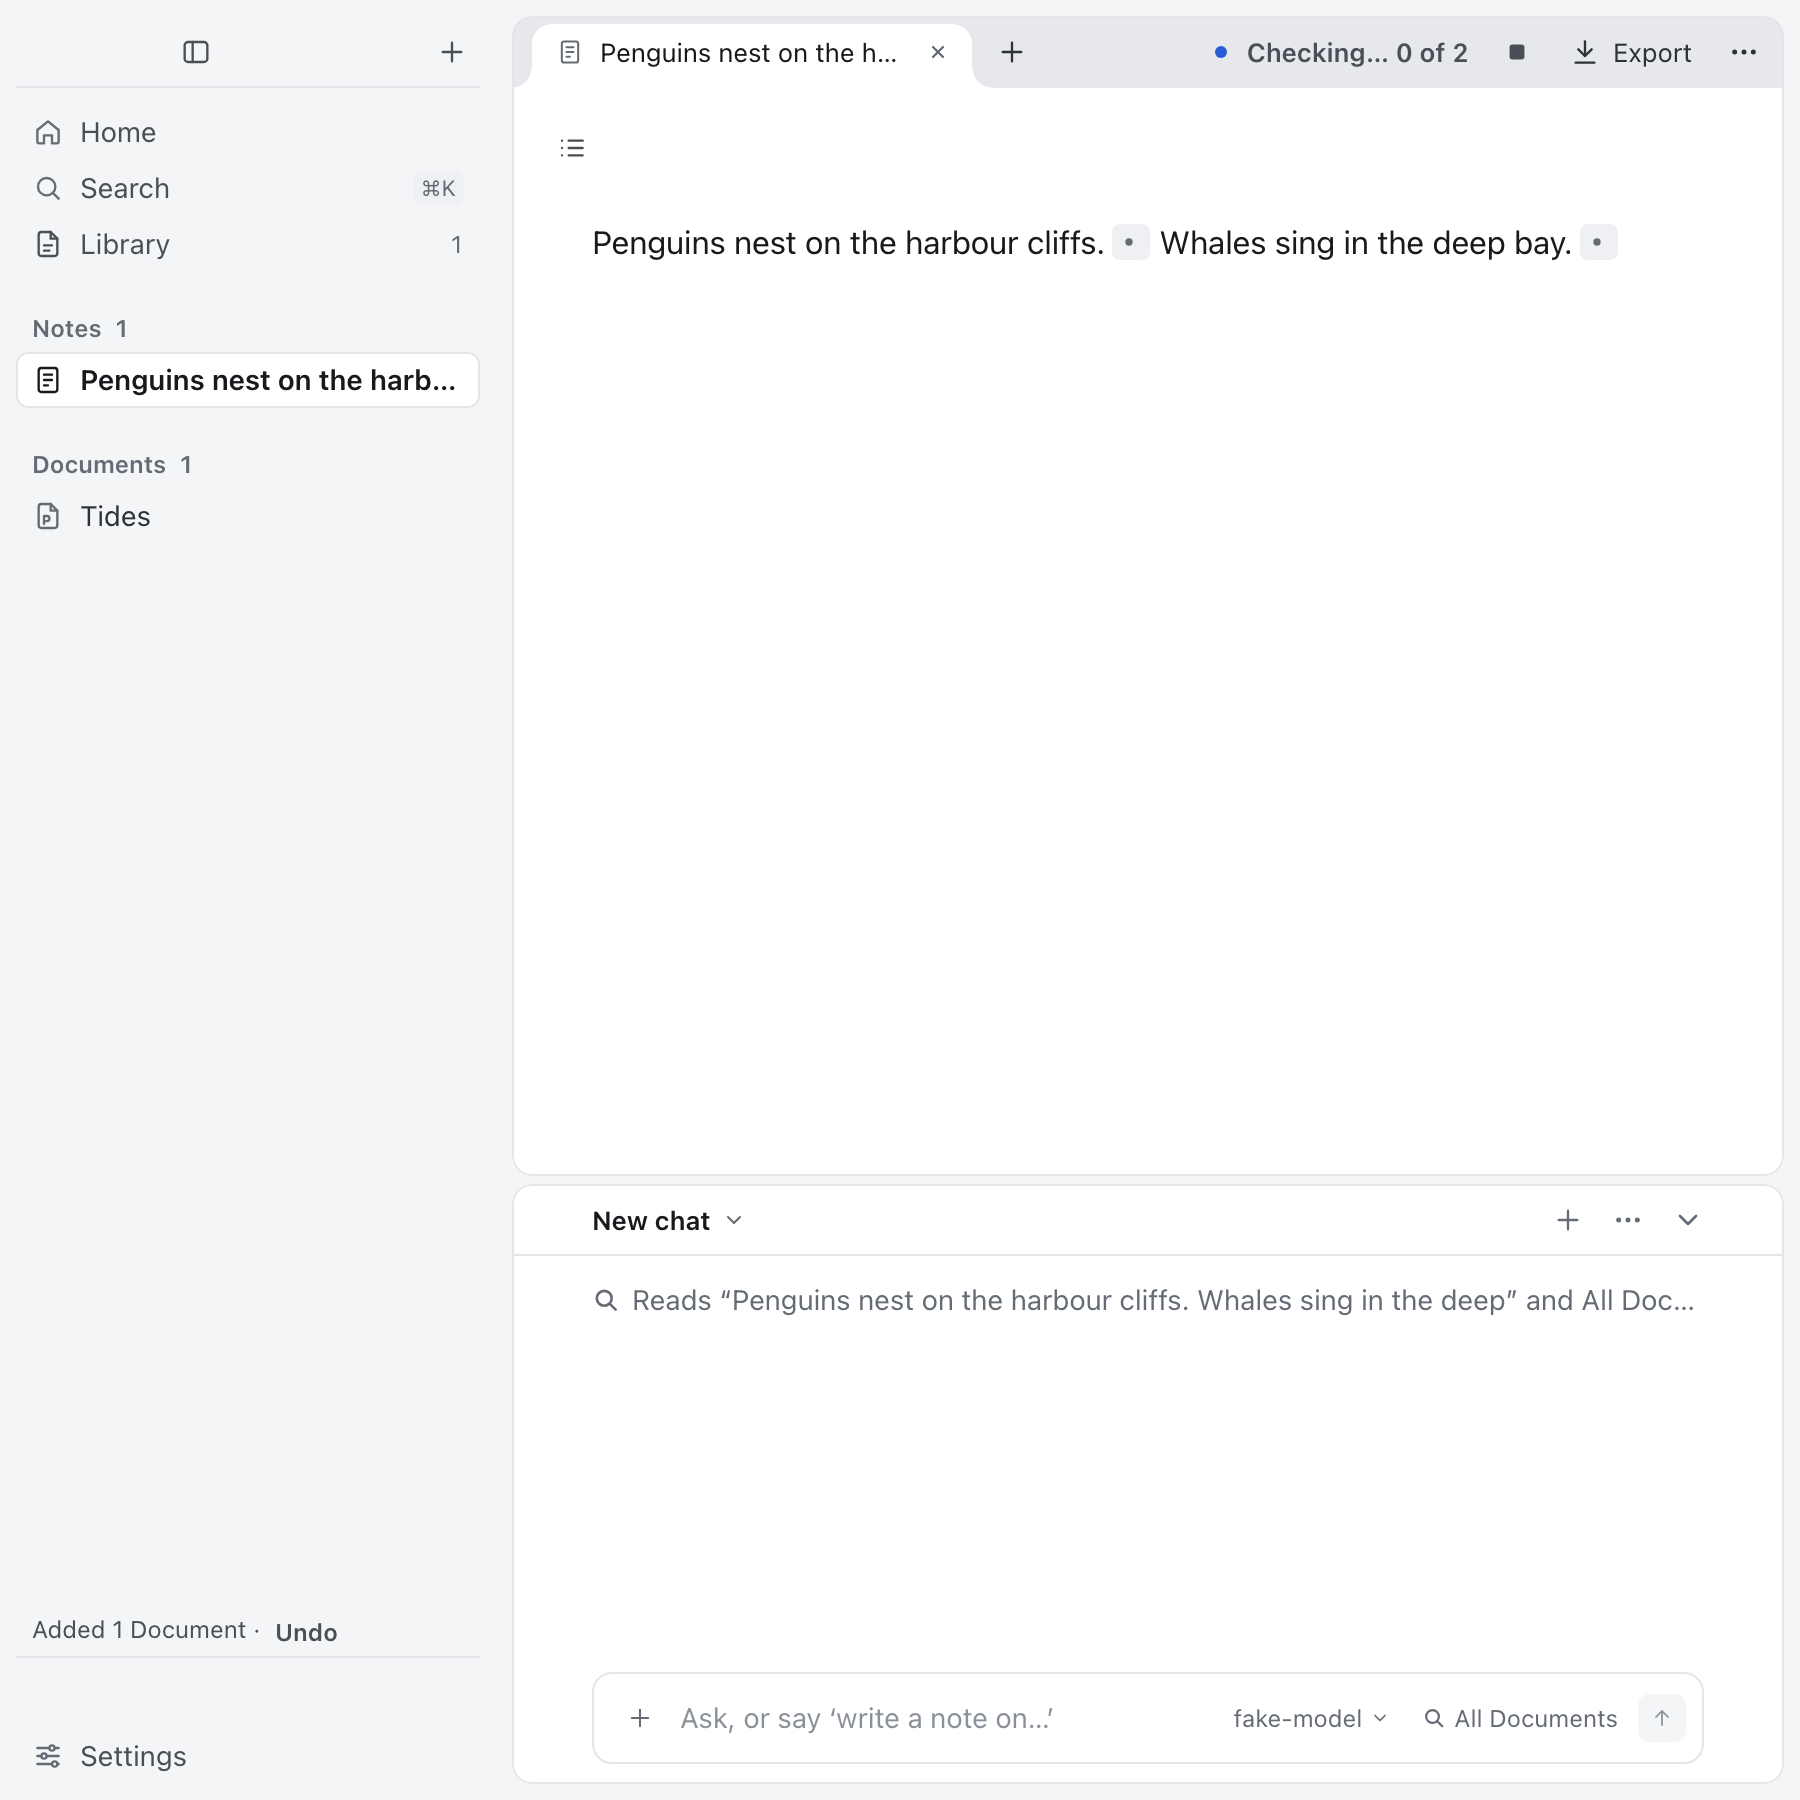 Penguins nest on the h...
Checking... 0 of 2
Export
Home
Search ⌘K
Library 1
Notes 1
Penguins nest on the harb...
Documents 1
Tides
Added 1 Document · Undo
Settings
Penguins nest on the harbour cliffs. • Whales sing in the deep bay. •
New chat
Reads “Penguins nest on the harbour cliffs. Whales sing in the deep” and All Doc...
Ask, or say ‘write a note on...’
fake-model
All Documents